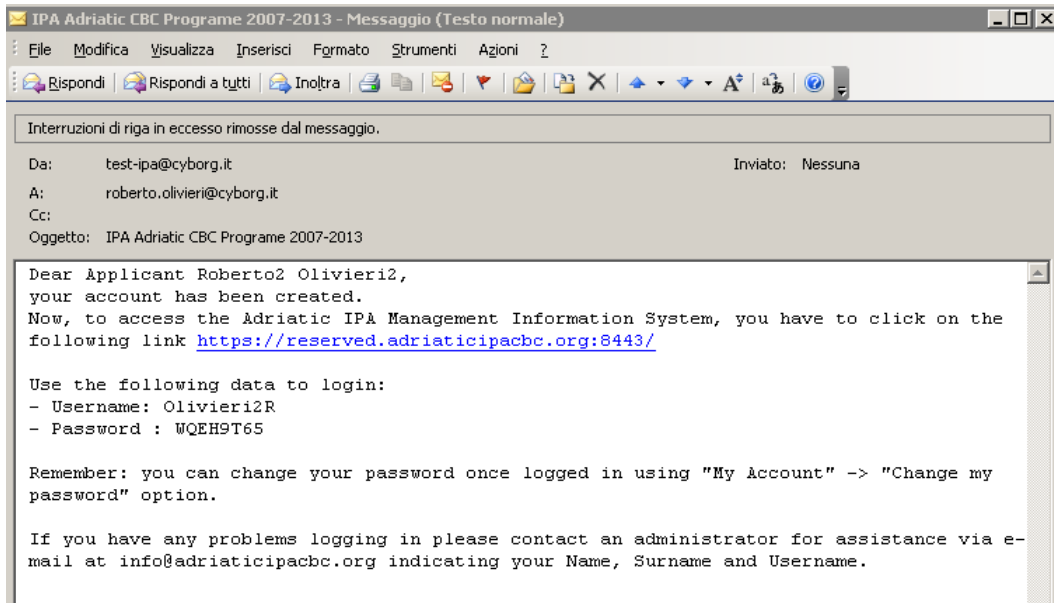 IPA Adriatic CBC Programe 2007-2013 - Messaggio (Testo normale)
File Modifica Visualizza Inserisci Formato Strumenti Azioni ?
Rispondi Rispondi a tutti Inoltra
Interruzioni di riga in eccesso rimosse dal messaggio.
Da: test-ipa@cyborg.it Inviato: Nessuna
A: roberto.olivieri@cyborg.it
Cc:
Oggetto: IPA Adriatic CBC Programe 2007-2013
Dear Applicant Roberto2 Olivieri2,
your account has been created.
Now, to access the Adriatic IPA Management Information System, you have to click on the
following link https://reserved.adriaticipacbc.org:8443/
Use the following data to login:
- Username: Olivieri2R
- Password : WQEH9T65
Remember: you can change your password once logged in using "My Account" -> "Change my
password" option.
If you have any problems logging in please contact an administrator for assistance via e-
mail at info@adriaticipacbc.org indicating your Name, Surname and Username.